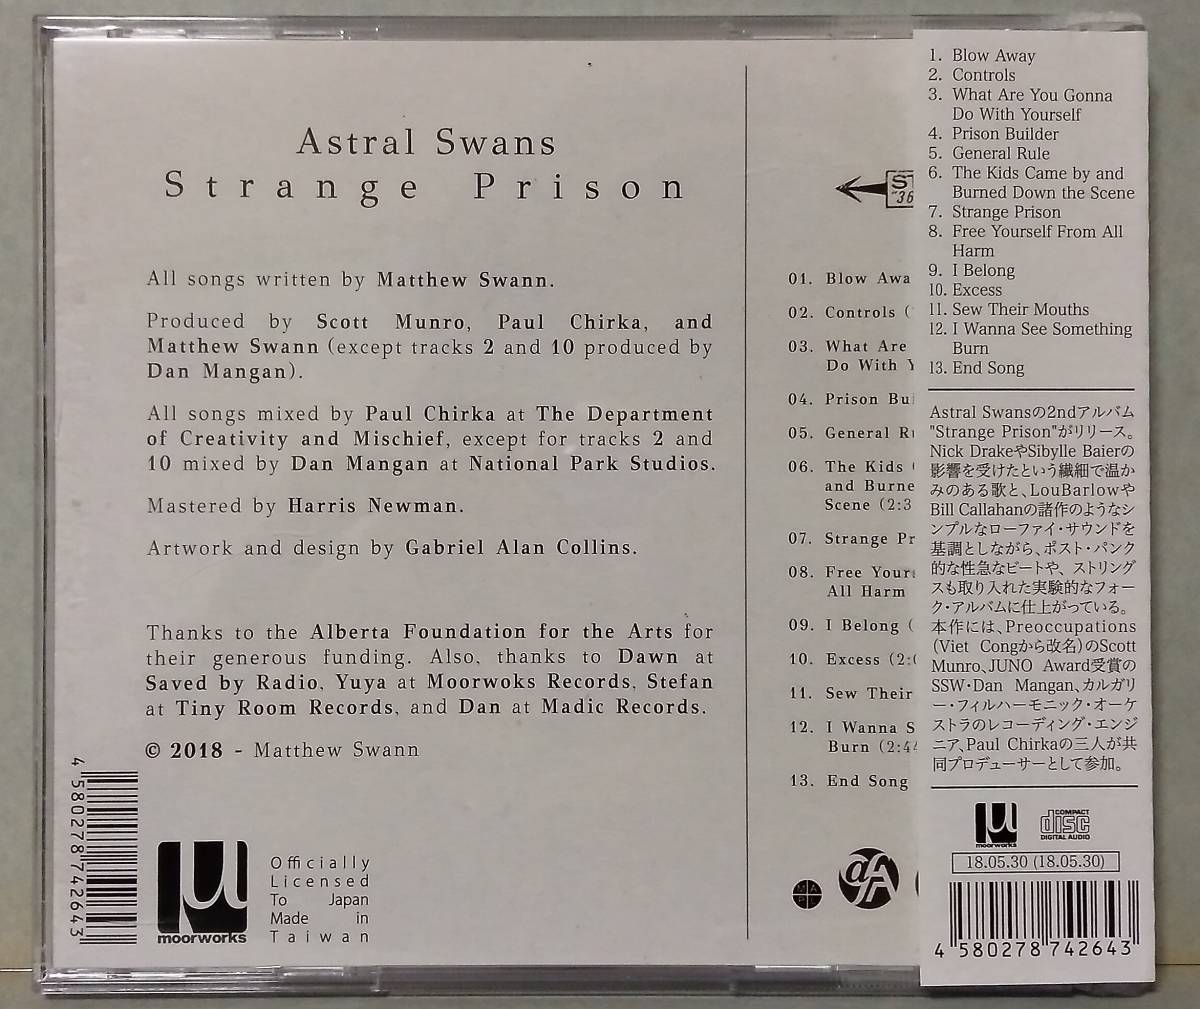 Astral Swans
Strange Prison
All songs written by Matthew Swann.
Produced by Scott Munro, Paul Chirka, and
Matthew Swann (except tracks 2 and 10 produced by
Dan Mangan).
All songs mixed by Paul Chirka at The Department
of Creativity and Mischief, except for tracks 2 and
10 mixed by Dan Mangan at National Park Studios.
Mastered by Harris Newman.
Artwork and design by Gabriel Alan Collins.
Thanks to the Alberta Foundation for the Arts for
their generous funding. Also, thanks to Dawn at
Saved by Radio, Yuya at Moorwoks Records, Stefan
at Tiny Room Records, and Dan at Madic Records.
© 2018 - Matthew Swann
4 580278 742643
moorworks
Officially
Licensed
To Japan
Made in
Taiwan
S
36
01. Blow Awa
02. Controls (
03. What Are
Do With Y
04. Prison Bui
05. General Ru
06. The Kids
and Burne
Scene (2:3
07. Strange Pr
08. Free Yours
All Harm
09. I Belong (
10. Excess (2:0
11. Sew Their
12. I Wanna S
Burn (2:44
13. End Song
MAPL
1. Blow Away
2. Controls
3. What Are You Gonna
Do With Yourself
4. Prison Builder
5. General Rule
6. The Kids Came by and
Burned Down the Scene
7. Strange Prison
8. Free Yourself From All
Harm
9. I Belong
10. Excess
11. Sew Their Mouths
12. I Wanna See Something
Burn
13. End Song
Astral Swansの2ndアルバム
"Strange Prison"がリリース。
Nick DrakeやSibylle Baierの
影響を受けたという繊細で温か
みのある歌と、LouBarlowや
Bill Callahanの諸作のようなシ
ンプルなローファイ・サウンドを
基調としながら、ポスト・パンク
的な性急なビートや、ストリング
スも取り入れた実験的なフォー
ク・アルバムに仕上がっている。
本作には、Preoccupations
(Viet Congから改名)のScott
Munro、JUNO Award受賞の
SSW・Dan Mangan、カルガリ
ー・フィルハーモニック・オーケ
ストラのレコーディング・エンジ
ニア、Paul Chirkaの三人が共
同プロデューサーとして参加。
moorworks
COMPACT
disc
DIGITAL AUDIO
18.05.30 (18.05.30)
4 580278 742643